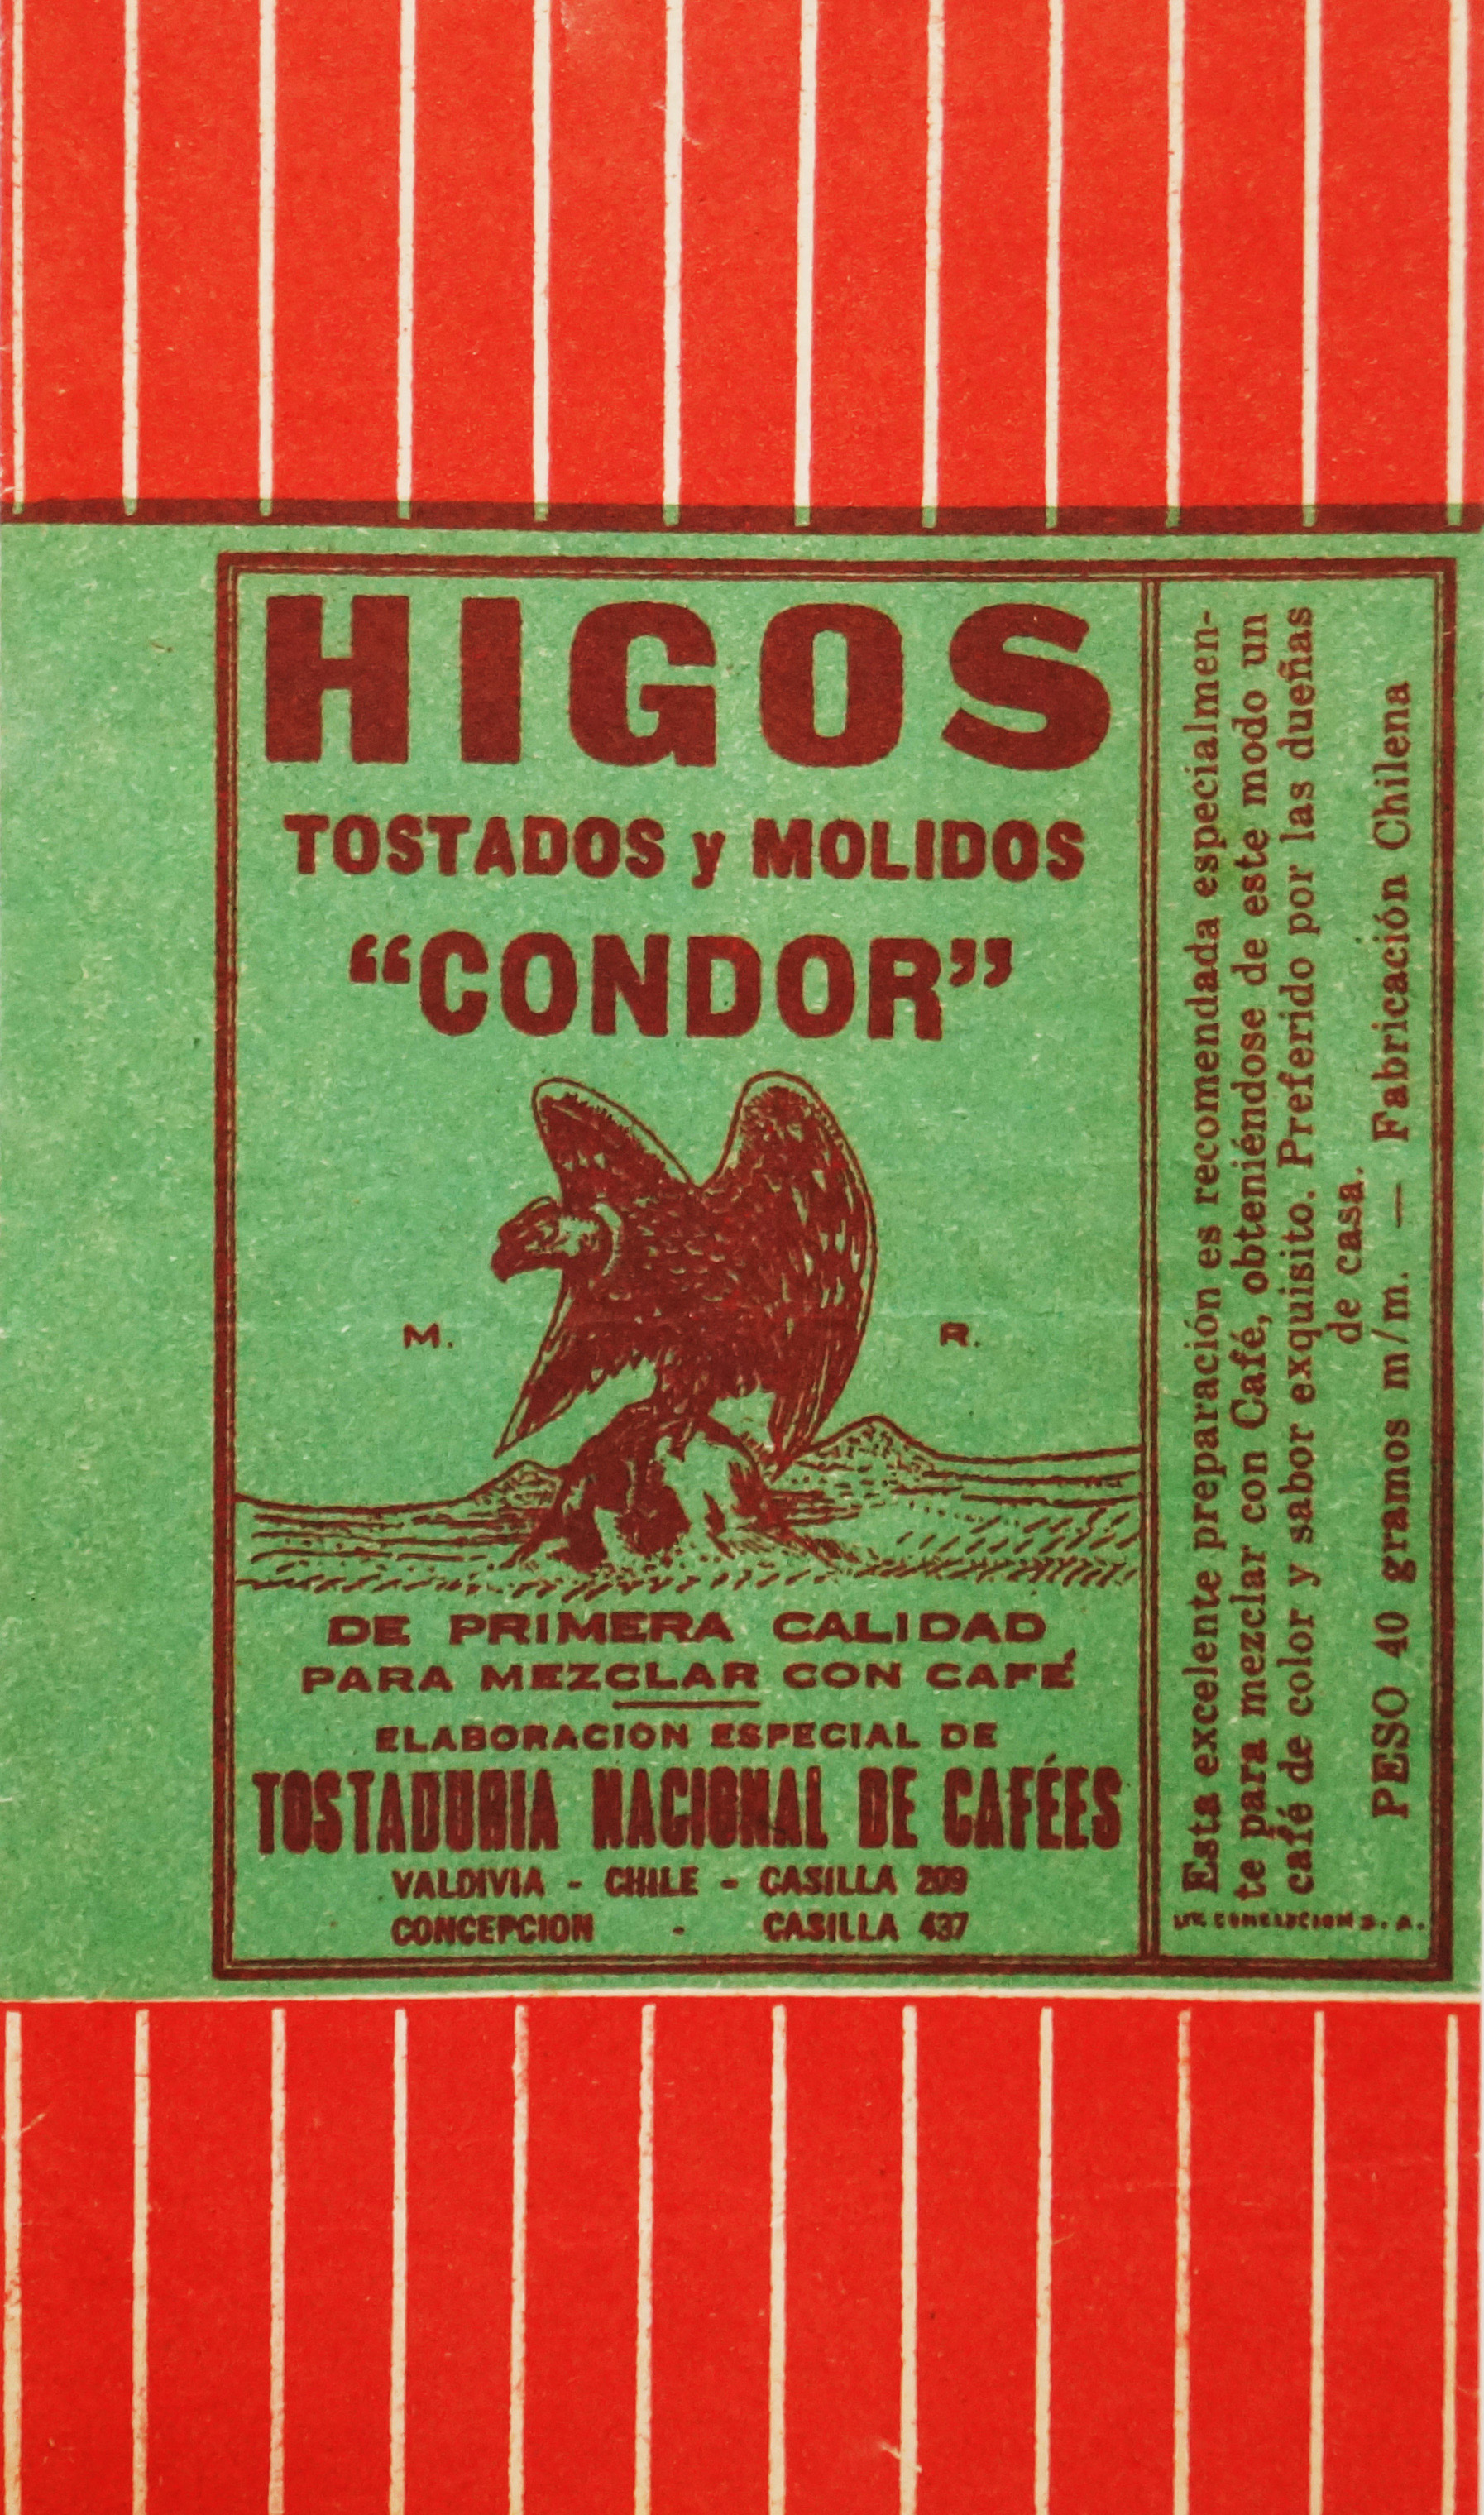 HIGOS
TOSTADOS y MOLIDOS
“CONDOR”
M. R.
DE PRIMERA CALIDAD
PARA MEZCLAR CON CAFÉ
ELABORACION ESPECIAL DE
TOSTADURIA NACIONAL DE CAFÉES
VALDIVIA - CHILE - CASILLA 209
CONCEPCION - CASILLA 437
Esta excelente preparación es recomendada especialmen-
te para mezclar con Café, obteniéndose de este modo un
café de color y sabor exquisito. Preferido por las dueñas
de casa.
PESO 40 gramos m/m. — Fabricación Chilena
CONCEPCION S. A.